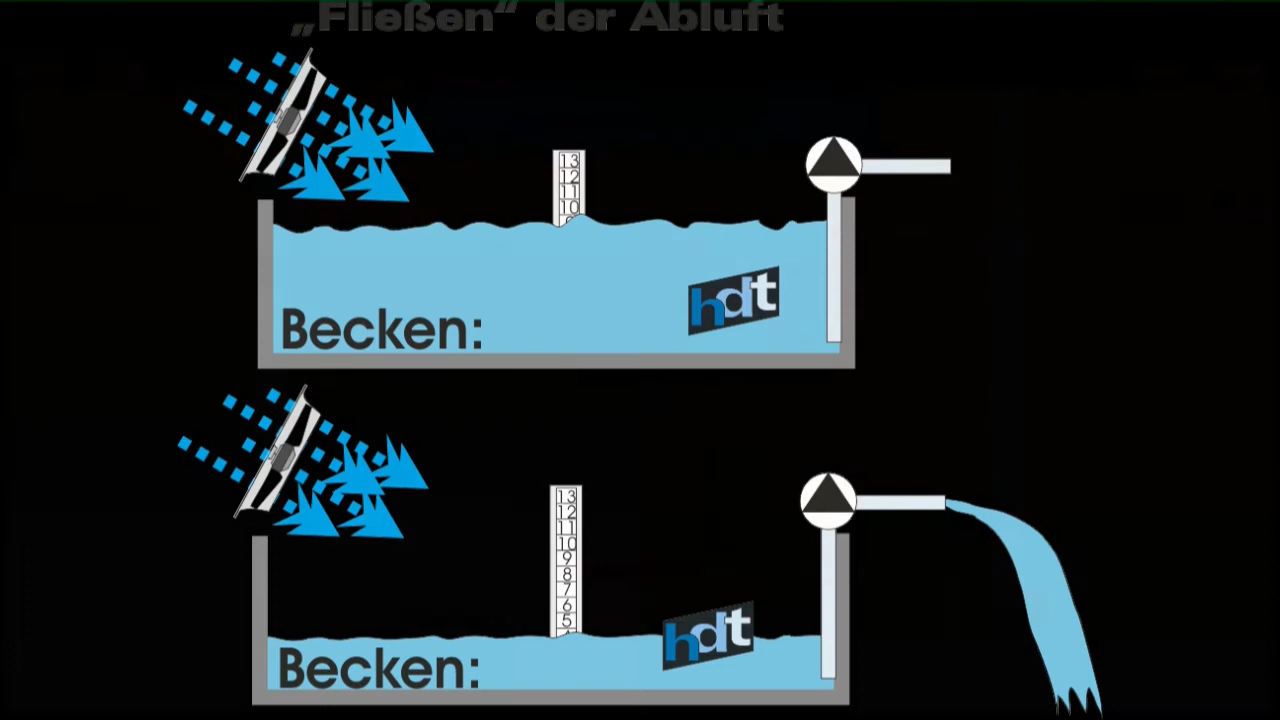 „Fließen“ der Abluft
13
12
11
10
hdt
Becken:
13
12
11
10
9
8
7
6
5
hdt
Becken: